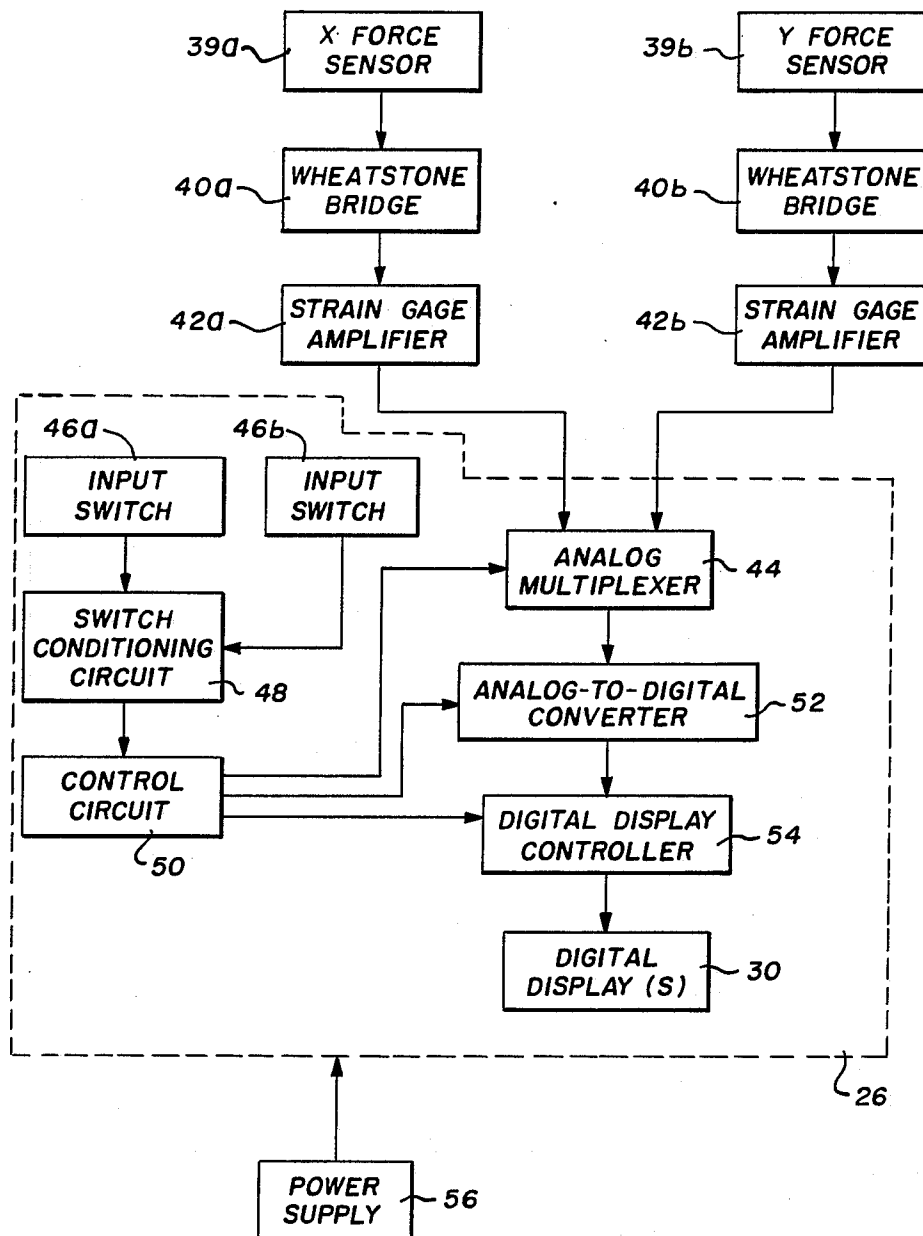 39a
X FORCE
SENSOR
39b
Y FORCE
SENSOR
40a
WHEATSTONE
BRIDGE
40b
WHEATSTONE
BRIDGE
42a
STRAIN GAGE
AMPLIFIER
42b
STRAIN GAGE
AMPLIFIER
46a
46b
INPUT
SWITCH
INPUT
SWITCH
ANALOG
MULTIPLEXER
44
SWITCH
CONDITIONING
CIRCUIT
48
ANALOG-TO-DIGITAL
CONVERTER
52
CONTROL
CIRCUIT
50
DIGITAL DISPLAY
CONTROLLER
54
DIGITAL
DISPLAY (S)
30
26
POWER
SUPPLY
56